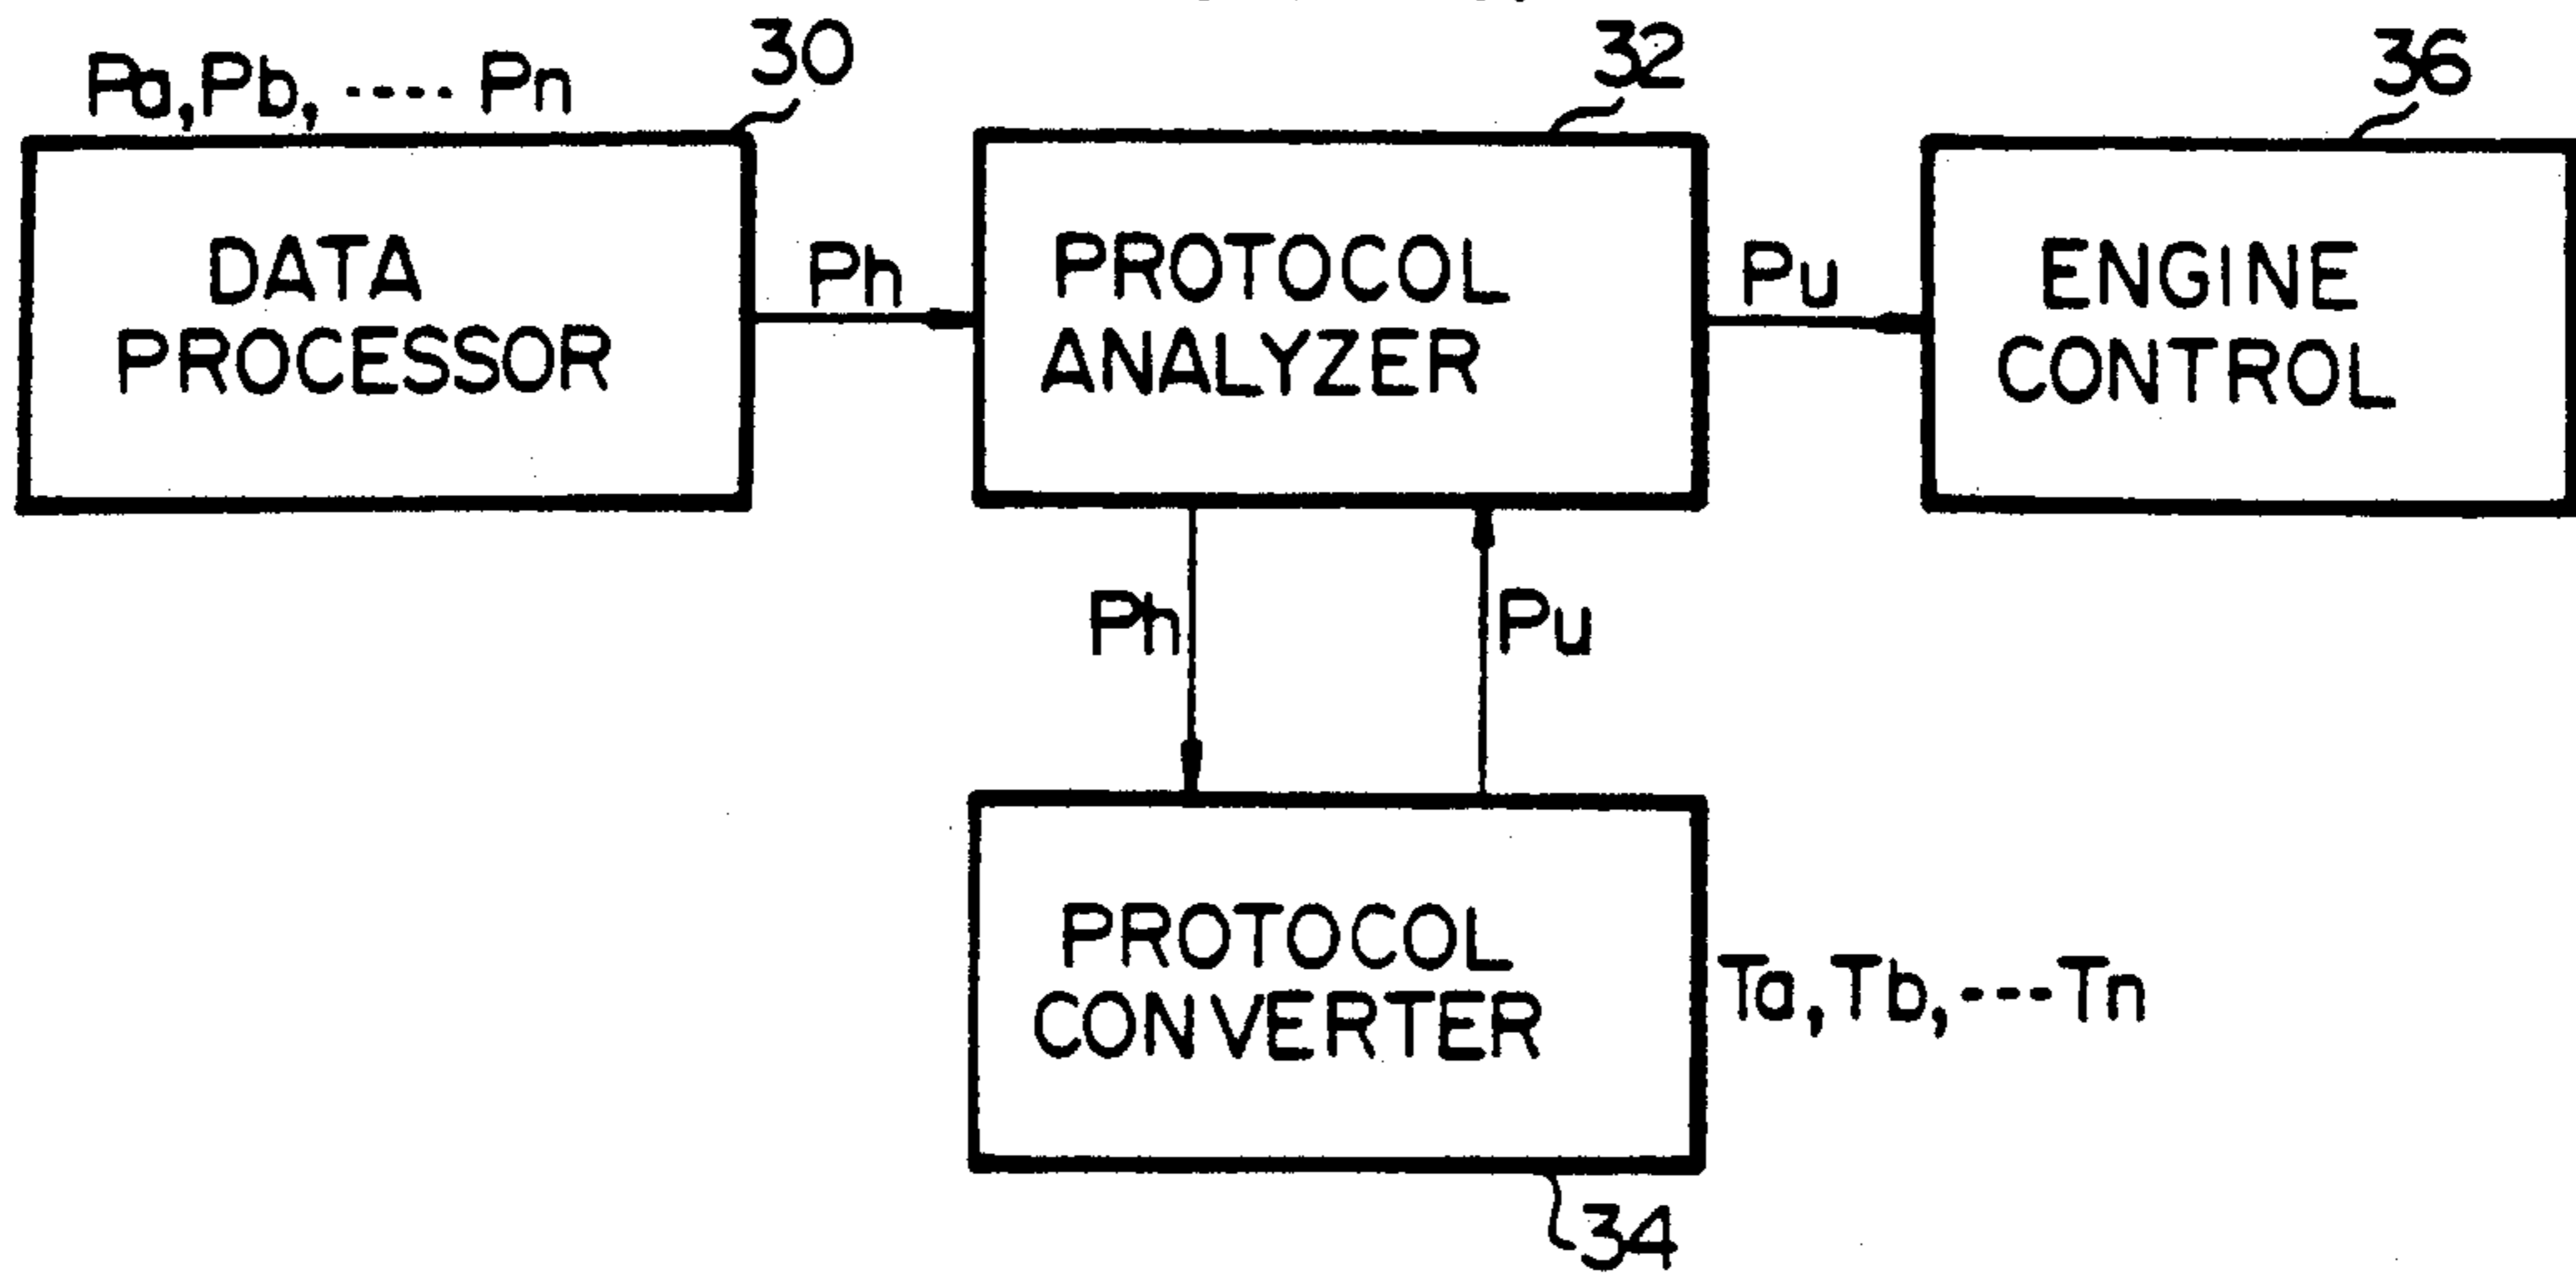 Pa, Pb, ---- Pn
30
32
36
DATA
PROCESSOR
Ph
PROTOCOL
ANALYZER
Pu
ENGINE
CONTROL
Ph
Pu
PROTOCOL
CONVERTER
Ta, Tb, --- Tn
34